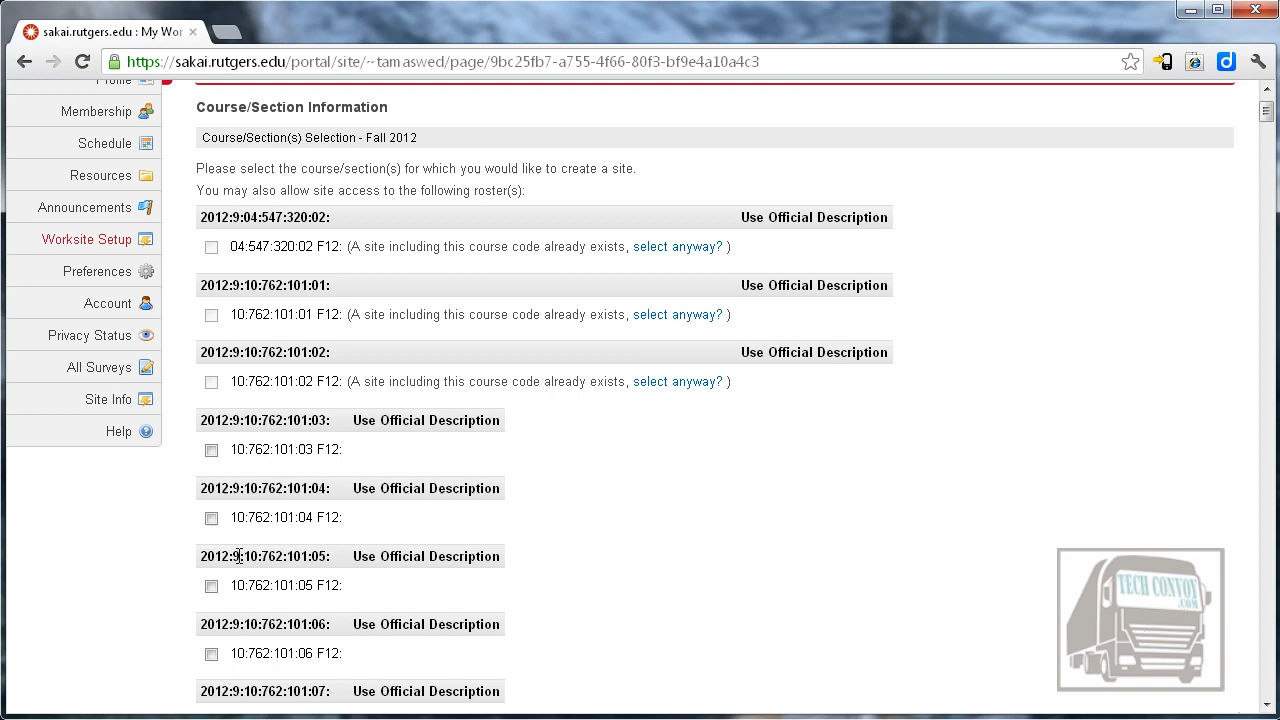 sakai.rutgers.edu : My Wor
https://sakai.rutgers.edu/portal/site/~tamaswed/page/9bc25fb7-a755-4f66-80f3-bf9e4a10a4c3
Profile
Membership
Schedule
Resources
Announcements
Worksite Setup
Preferences
Account
Privacy Status
All Surveys
Site Info
Help
Course/Section Information
Course/Section(s) Selection - Fall 2012
Please select the course/section(s) for which you would like to create a site.
You may also allow site access to the following roster(s):
2012:9:04:547:320:02: Use Official Description
04:547:320:02 F12: (A site including this course code already exists, select anyway? )
2012:9:10:762:101:01: Use Official Description
10:762:101:01 F12: (A site including this course code already exists, select anyway? )
2012:9:10:762:101:02: Use Official Description
10:762:101:02 F12: (A site including this course code already exists, select anyway? )
2012:9:10:762:101:03: Use Official Description
10:762:101:03 F12:
2012:9:10:762:101:04: Use Official Description
10:762:101:04 F12:
2012:9:10:762:101:05: Use Official Description
10:762:101:05 F12:
2012:9:10:762:101:06: Use Official Description
10:762:101:06 F12:
2012:9:10:762:101:07: Use Official Description
TECH CONVOY
.COM